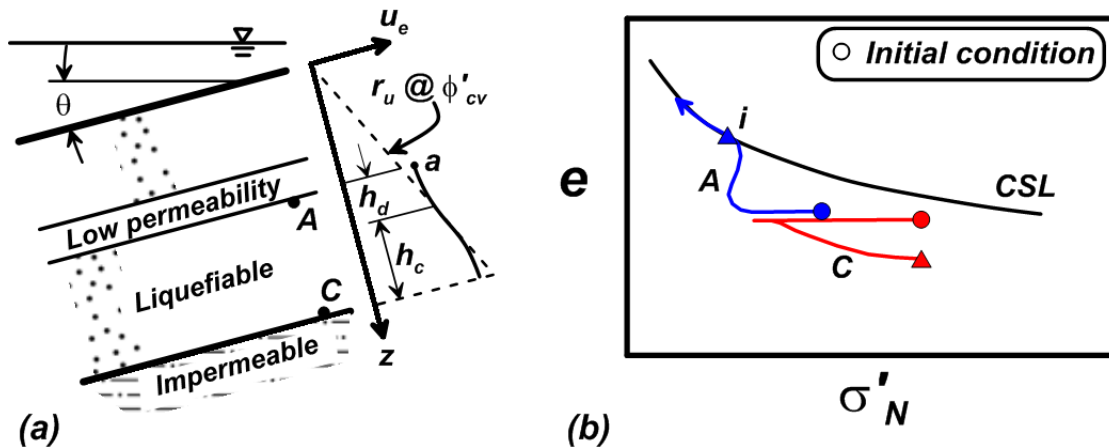 u_e
r_u @ ϕ'_cv
θ
a
h_d
h_c
Low permeability
A
Liquefiable
C
Impermeable
z
(a)
Initial condition
i
A
e
CSL
C
σ'_N
(b)